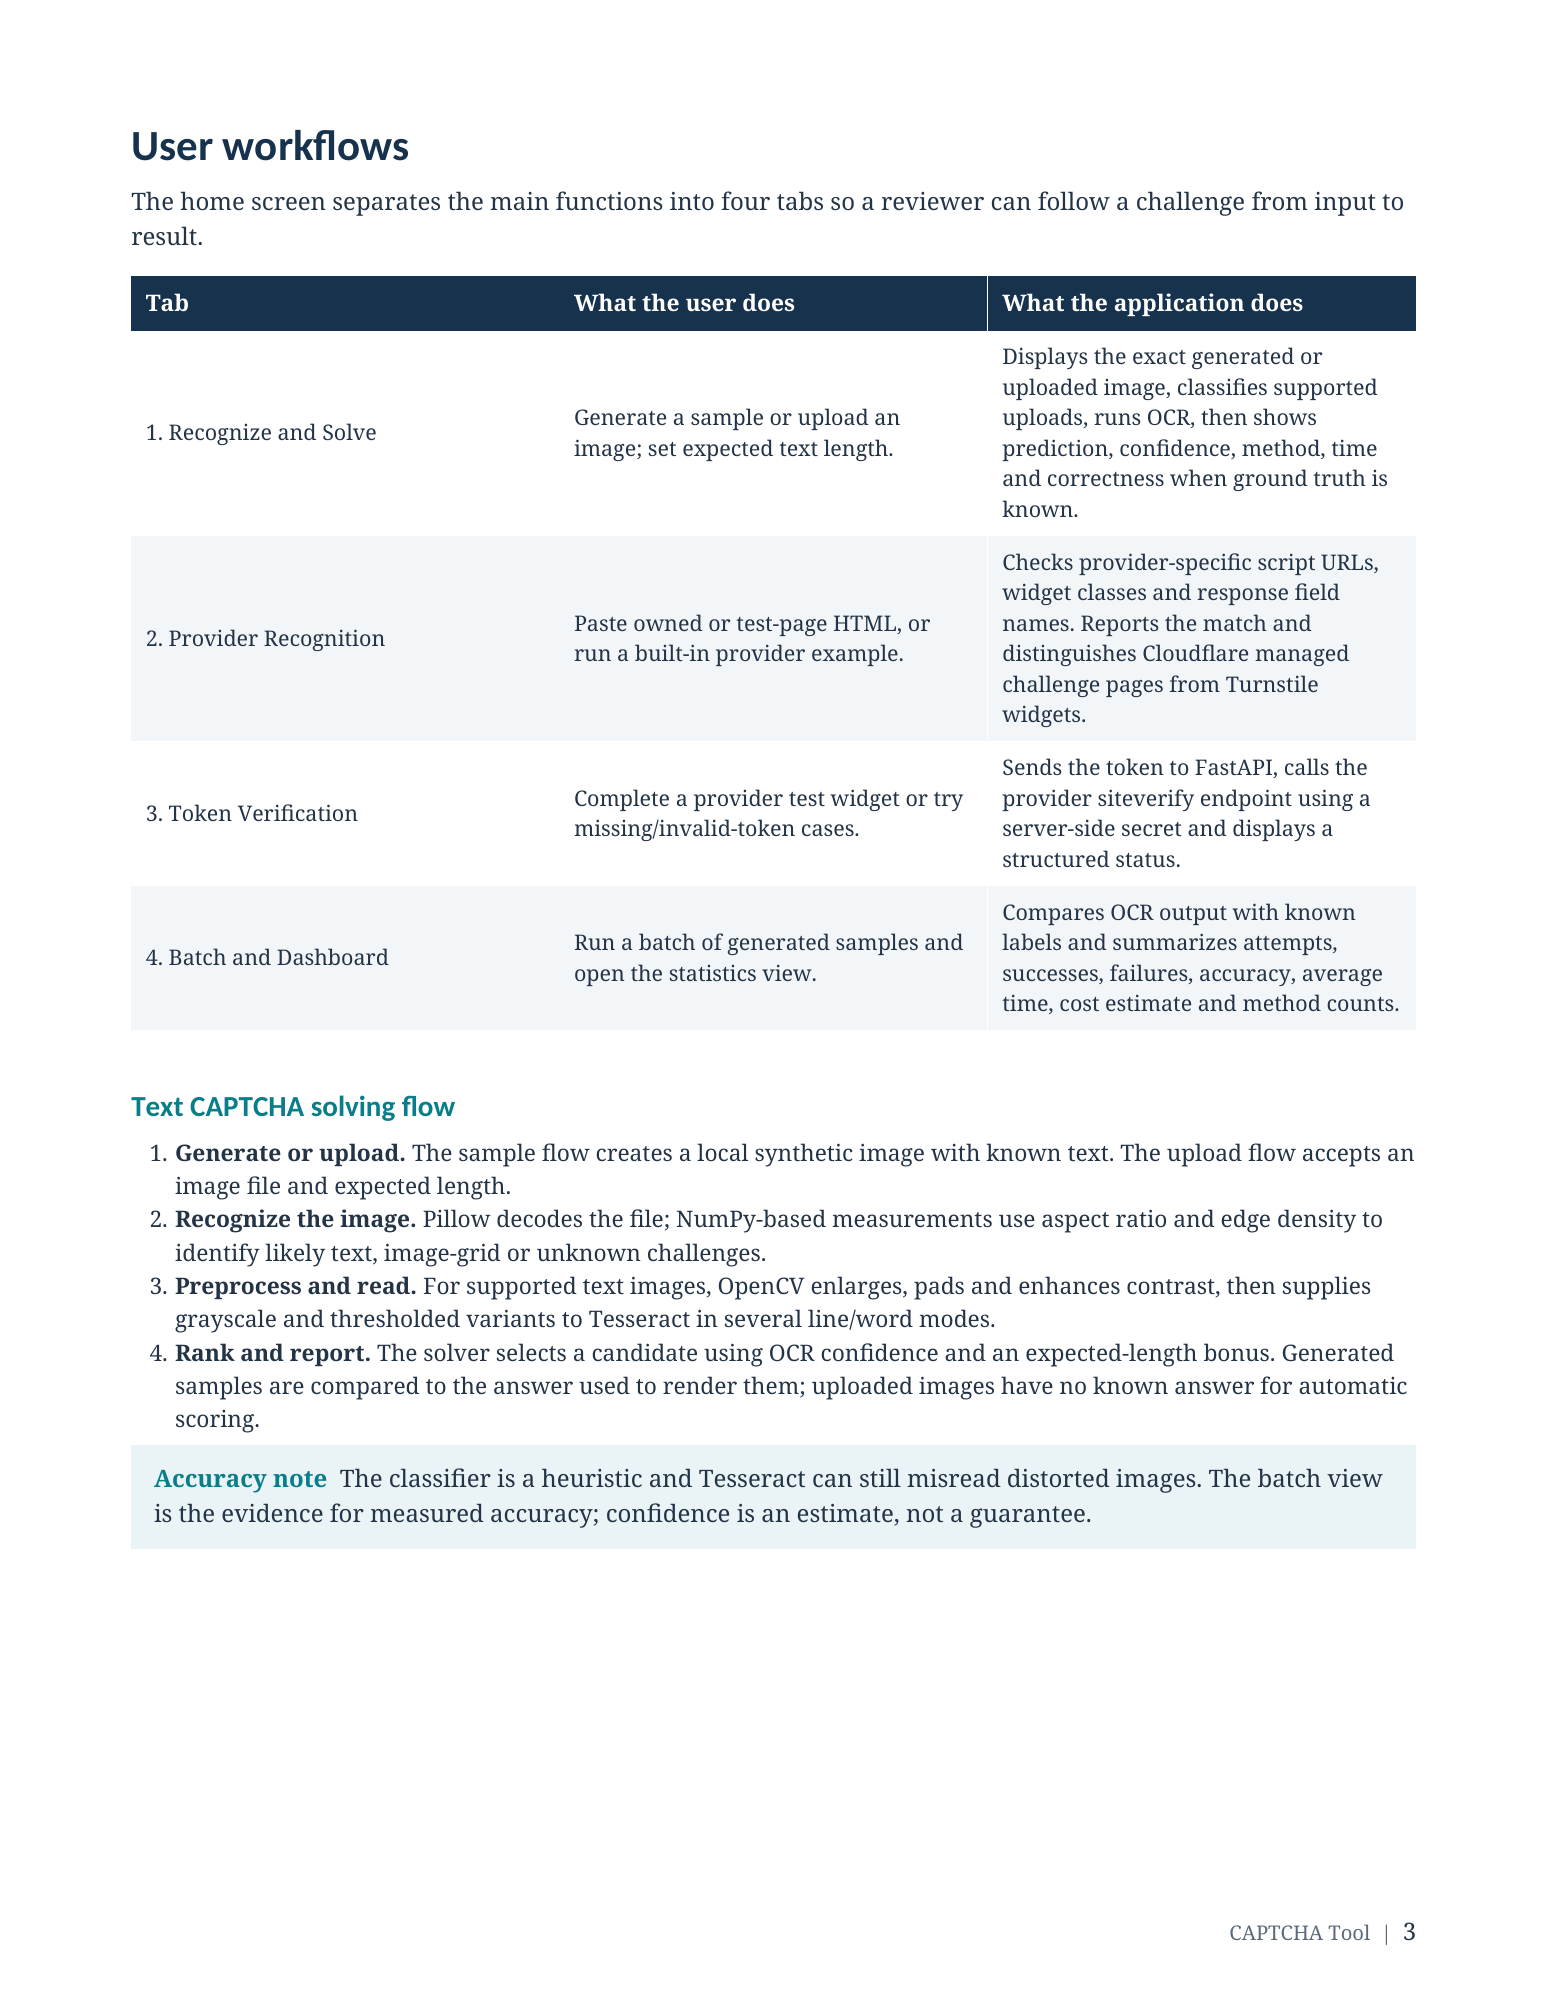 User workflows
The home screen separates the main functions into four tabs so a reviewer can follow a challenge from input to
result.
Tab
What the user does
What the application does
1. Recognize and Solve
Generate a sample or upload an
image; set expected text length.
Displays the exact generated or
uploaded image, classifies supported
uploads, runs OCR, then shows
prediction, confidence, method, time
and correctness when ground truth is
known.
2. Provider Recognition
Paste owned or test-page HTML, or
run a built-in provider example.
Checks provider-specific script URLs,
widget classes and response field
names. Reports the match and
distinguishes Cloudflare managed
challenge pages from Turnstile
widgets.
3. Token Verification
Complete a provider test widget or try
missing/invalid-token cases.
Sends the token to FastAPI, calls the
provider siteverify endpoint using a
server-side secret and displays a
structured status.
4. Batch and Dashboard
Run a batch of generated samples and
open the statistics view.
Compares OCR output with known
labels and summarizes attempts,
successes, failures, accuracy, average
time, cost estimate and method counts.
Text CAPTCHA solving flow
1. Generate or upload. The sample flow creates a local synthetic image with known text. The upload flow accepts an
image file and expected length.
2. Recognize the image. Pillow decodes the file; NumPy-based measurements use aspect ratio and edge density to
identify likely text, image-grid or unknown challenges.
3. Preprocess and read. For supported text images, OpenCV enlarges, pads and enhances contrast, then supplies
grayscale and thresholded variants to Tesseract in several line/word modes.
4. Rank and report. The solver selects a candidate using OCR confidence and an expected-length bonus. Generated
samples are compared to the answer used to render them; uploaded images have no known answer for automatic
scoring.
Accuracy note The classifier is a heuristic and Tesseract can still misread distorted images. The batch view
is the evidence for measured accuracy; confidence is an estimate, not a guarantee.
CAPTCHA Tool | 3